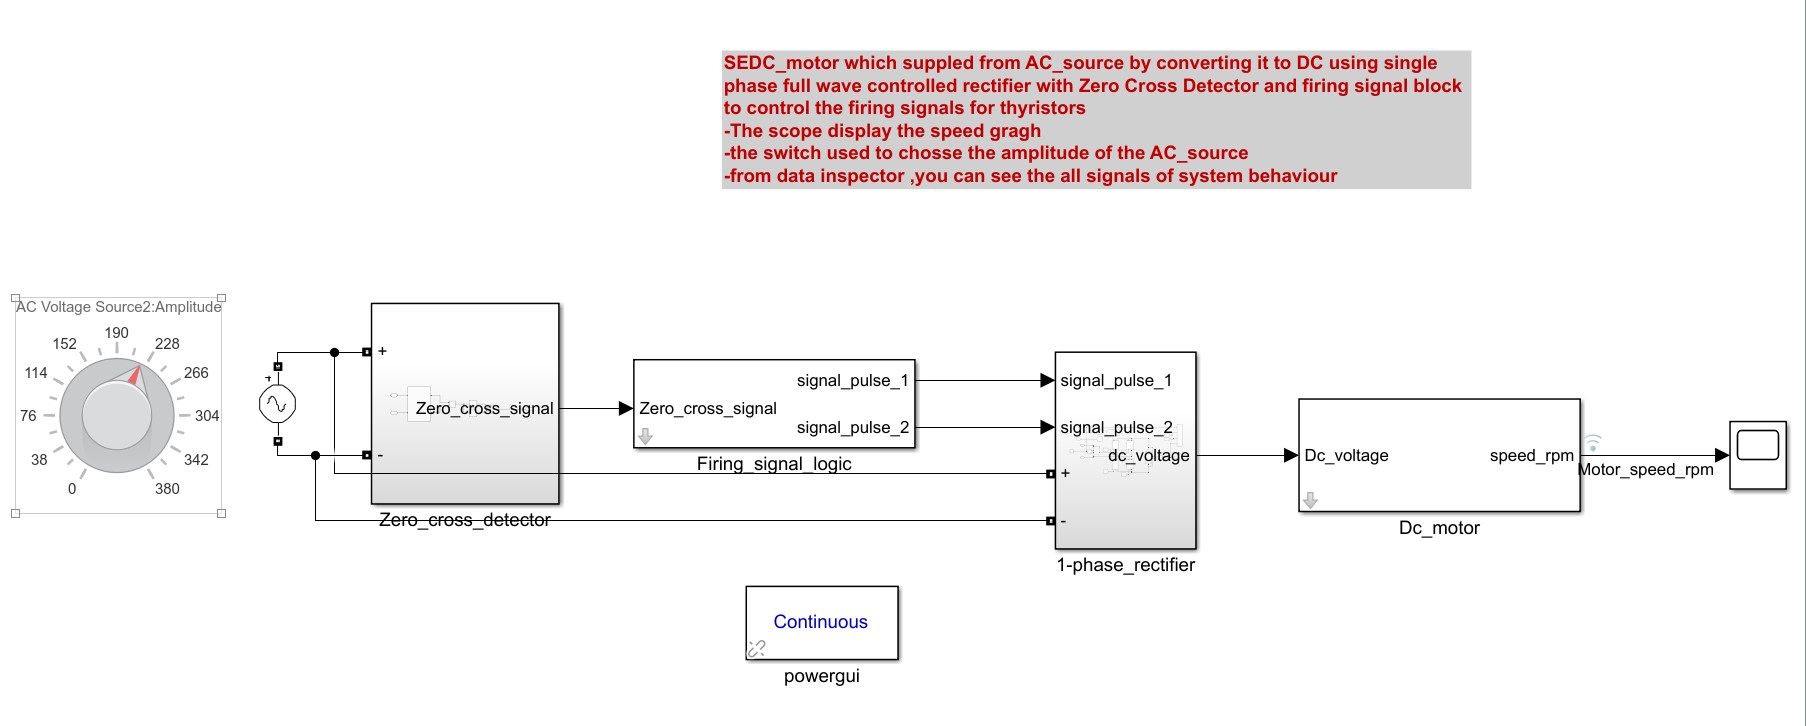 SEDC_motor which suppled from AC_source by converting it to DC using single
phase full wave controlled rectifier with Zero Cross Detector and firing signal block
to control the firing signals for thyristors
-The scope display the speed gragh
-the switch used to chosse the amplitude of the AC_source
-from data inspector ,you can see the all signals of system behaviour
AC Voltage Source2:Amplitude
190
152
228
114
266
76
304
38
342
0
380
+
+
-
Zero_cross_signal
Zero_cross_detector
Zero_cross_signal
signal_pulse_1
signal_pulse_2
Firing_signal_logic
signal_pulse_1
signal_pulse_2
dc_voltage
+
-
1-phase_rectifier
Dc_voltage
speed_rpm
Dc_motor
Motor_speed_rpm
Continuous
powergui